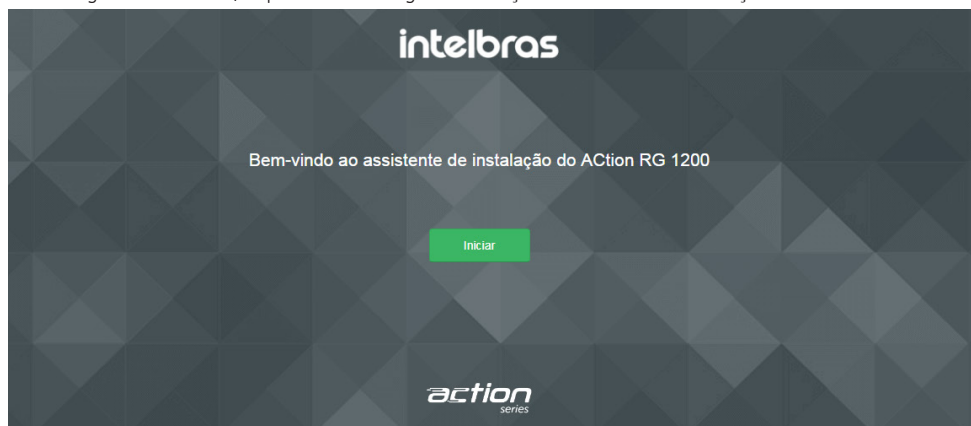 intelbras
Bem-vindo ao assistente de instalação do ACtion RG 1200
Iniciar
action
series